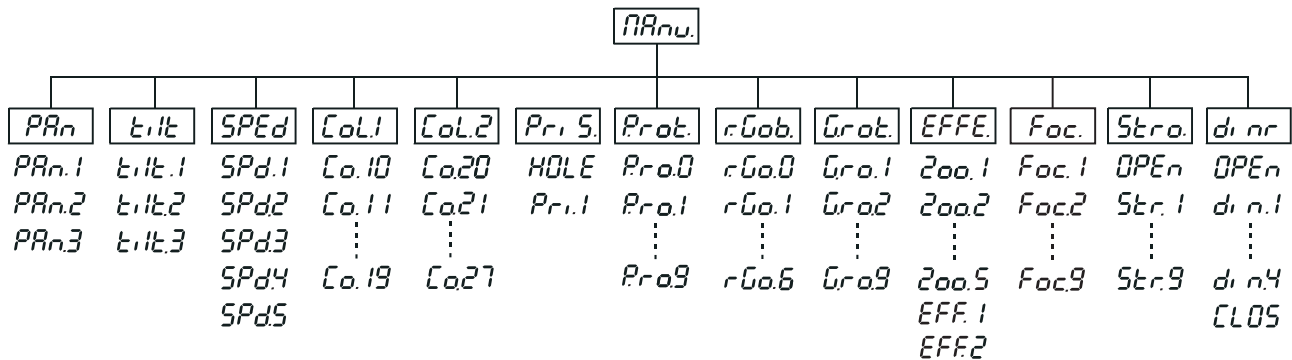 MAnu.
PAn tilt SPEd CoL.1 CoL.2 Pri S. P.rot. r.Gob. G.rot. EFFE. Foc. Stro. di nr
PAn.1 tilt.1 SPd.1 Co.10 Co.20 HOLE P.ro.0 rGo.0 G.ro.1 Zoo.1 Foc.1 OPEn OPEn
PAn.2 tilt.2 SPd.2 Co.11 Co.21 Pri.1 P.ro.1 rGo.1 G.ro.2 Zoo.2 Foc.2 Str.1 di n.1
PAn.3 tilt.3 SPd.3
SPd.4 Co.19 Co.27 P.ro.9 rGo.6 G.ro.9 Zoo.5 Foc.9 Str.9 di n.4
SPd.5 EFF.1 CLOS
EFF.2